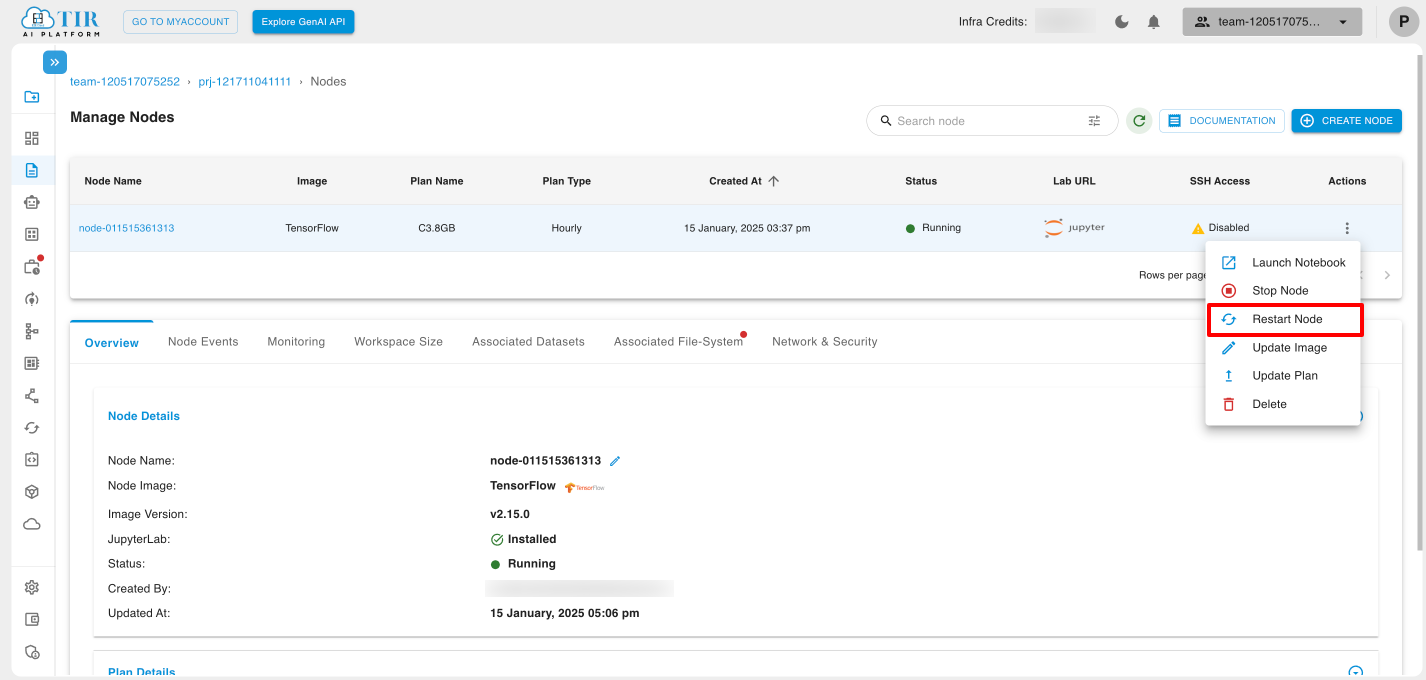 TIR
AI PLATFORM
GO TO MYACCOUNT
Explore GenAI API
Infra Credits:
team-120517075...
P
team-120517075252 › prj-121711041111 › Nodes
Manage Nodes
Search node
DOCUMENTATION
CREATE NODE
Node Name Image Plan Name Plan Type Created At Status Lab URL SSH Access Actions
node-011515361313 TensorFlow C3.8GB Hourly 15 January, 2025 03:37 pm Running jupyter Disabled
Rows per page
Launch Notebook
Stop Node
Restart Node
Update Image
Update Plan
Delete
Overview Node Events Monitoring Workspace Size Associated Datasets Associated File-System Network & Security
Node Details
Node Name: node-011515361313
Node Image: TensorFlow TensorFlow
Image Version: v2.15.0
JupyterLab: Installed
Status: Running
Created By:
Updated At: 15 January, 2025 05:06 pm
Plan Details